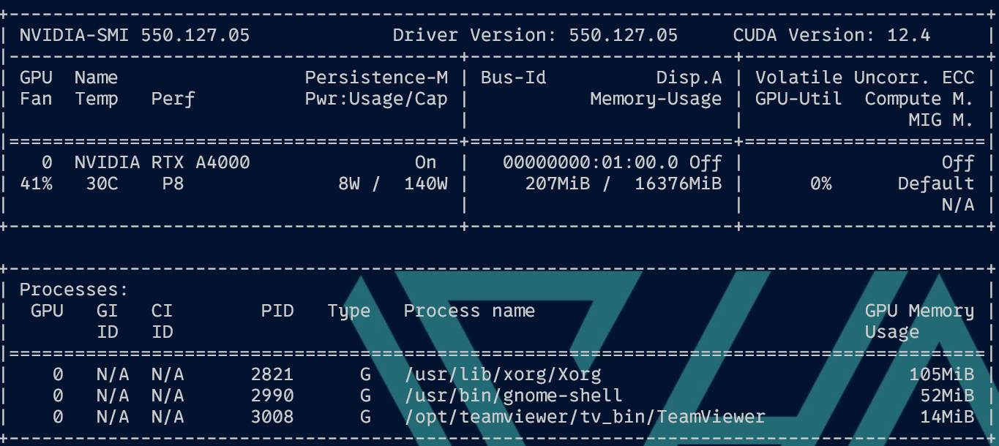 +-----------------------------------------------------------------------------------------+
| NVIDIA-SMI 550.127.05             Driver Version: 550.127.05     CUDA Version: 12.4     |
|-----------------------------------------+------------------------+----------------------+
| GPU  Name                 Persistence-M | Bus-Id          Disp.A | Volatile Uncorr. ECC |
| Fan  Temp   Perf          Pwr:Usage/Cap |           Memory-Usage | GPU-Util  Compute M. |
|                                         |                        |               MIG M. |
|=========================================+========================+======================|
|   0  NVIDIA RTX A4000               On  |   00000000:01:00.0 Off |                  Off |
| 41%   30C    P8              8W /  140W |     207MiB /  16376MiB |      0%      Default |
|                                         |                        |                  N/A |
+-----------------------------------------+------------------------+----------------------+
+-----------------------------------------------------------------------------------------+
| Processes:                                                                              |
|  GPU   GI   CI        PID   Type   Process name                              GPU Memory |
|        ID   ID                                                               Usage      |
|=========================================================================================|
|    0   N/A  N/A      2821      G   /usr/lib/xorg/Xorg                            105MiB |
|    0   N/A  N/A      2990      G   /usr/bin/gnome-shell                           52MiB |
|    0   N/A  N/A      3008      G   /opt/teamviewer/tv_bin/TeamViewer              14MiB |
+-----------------------------------------------------------------------------------------+